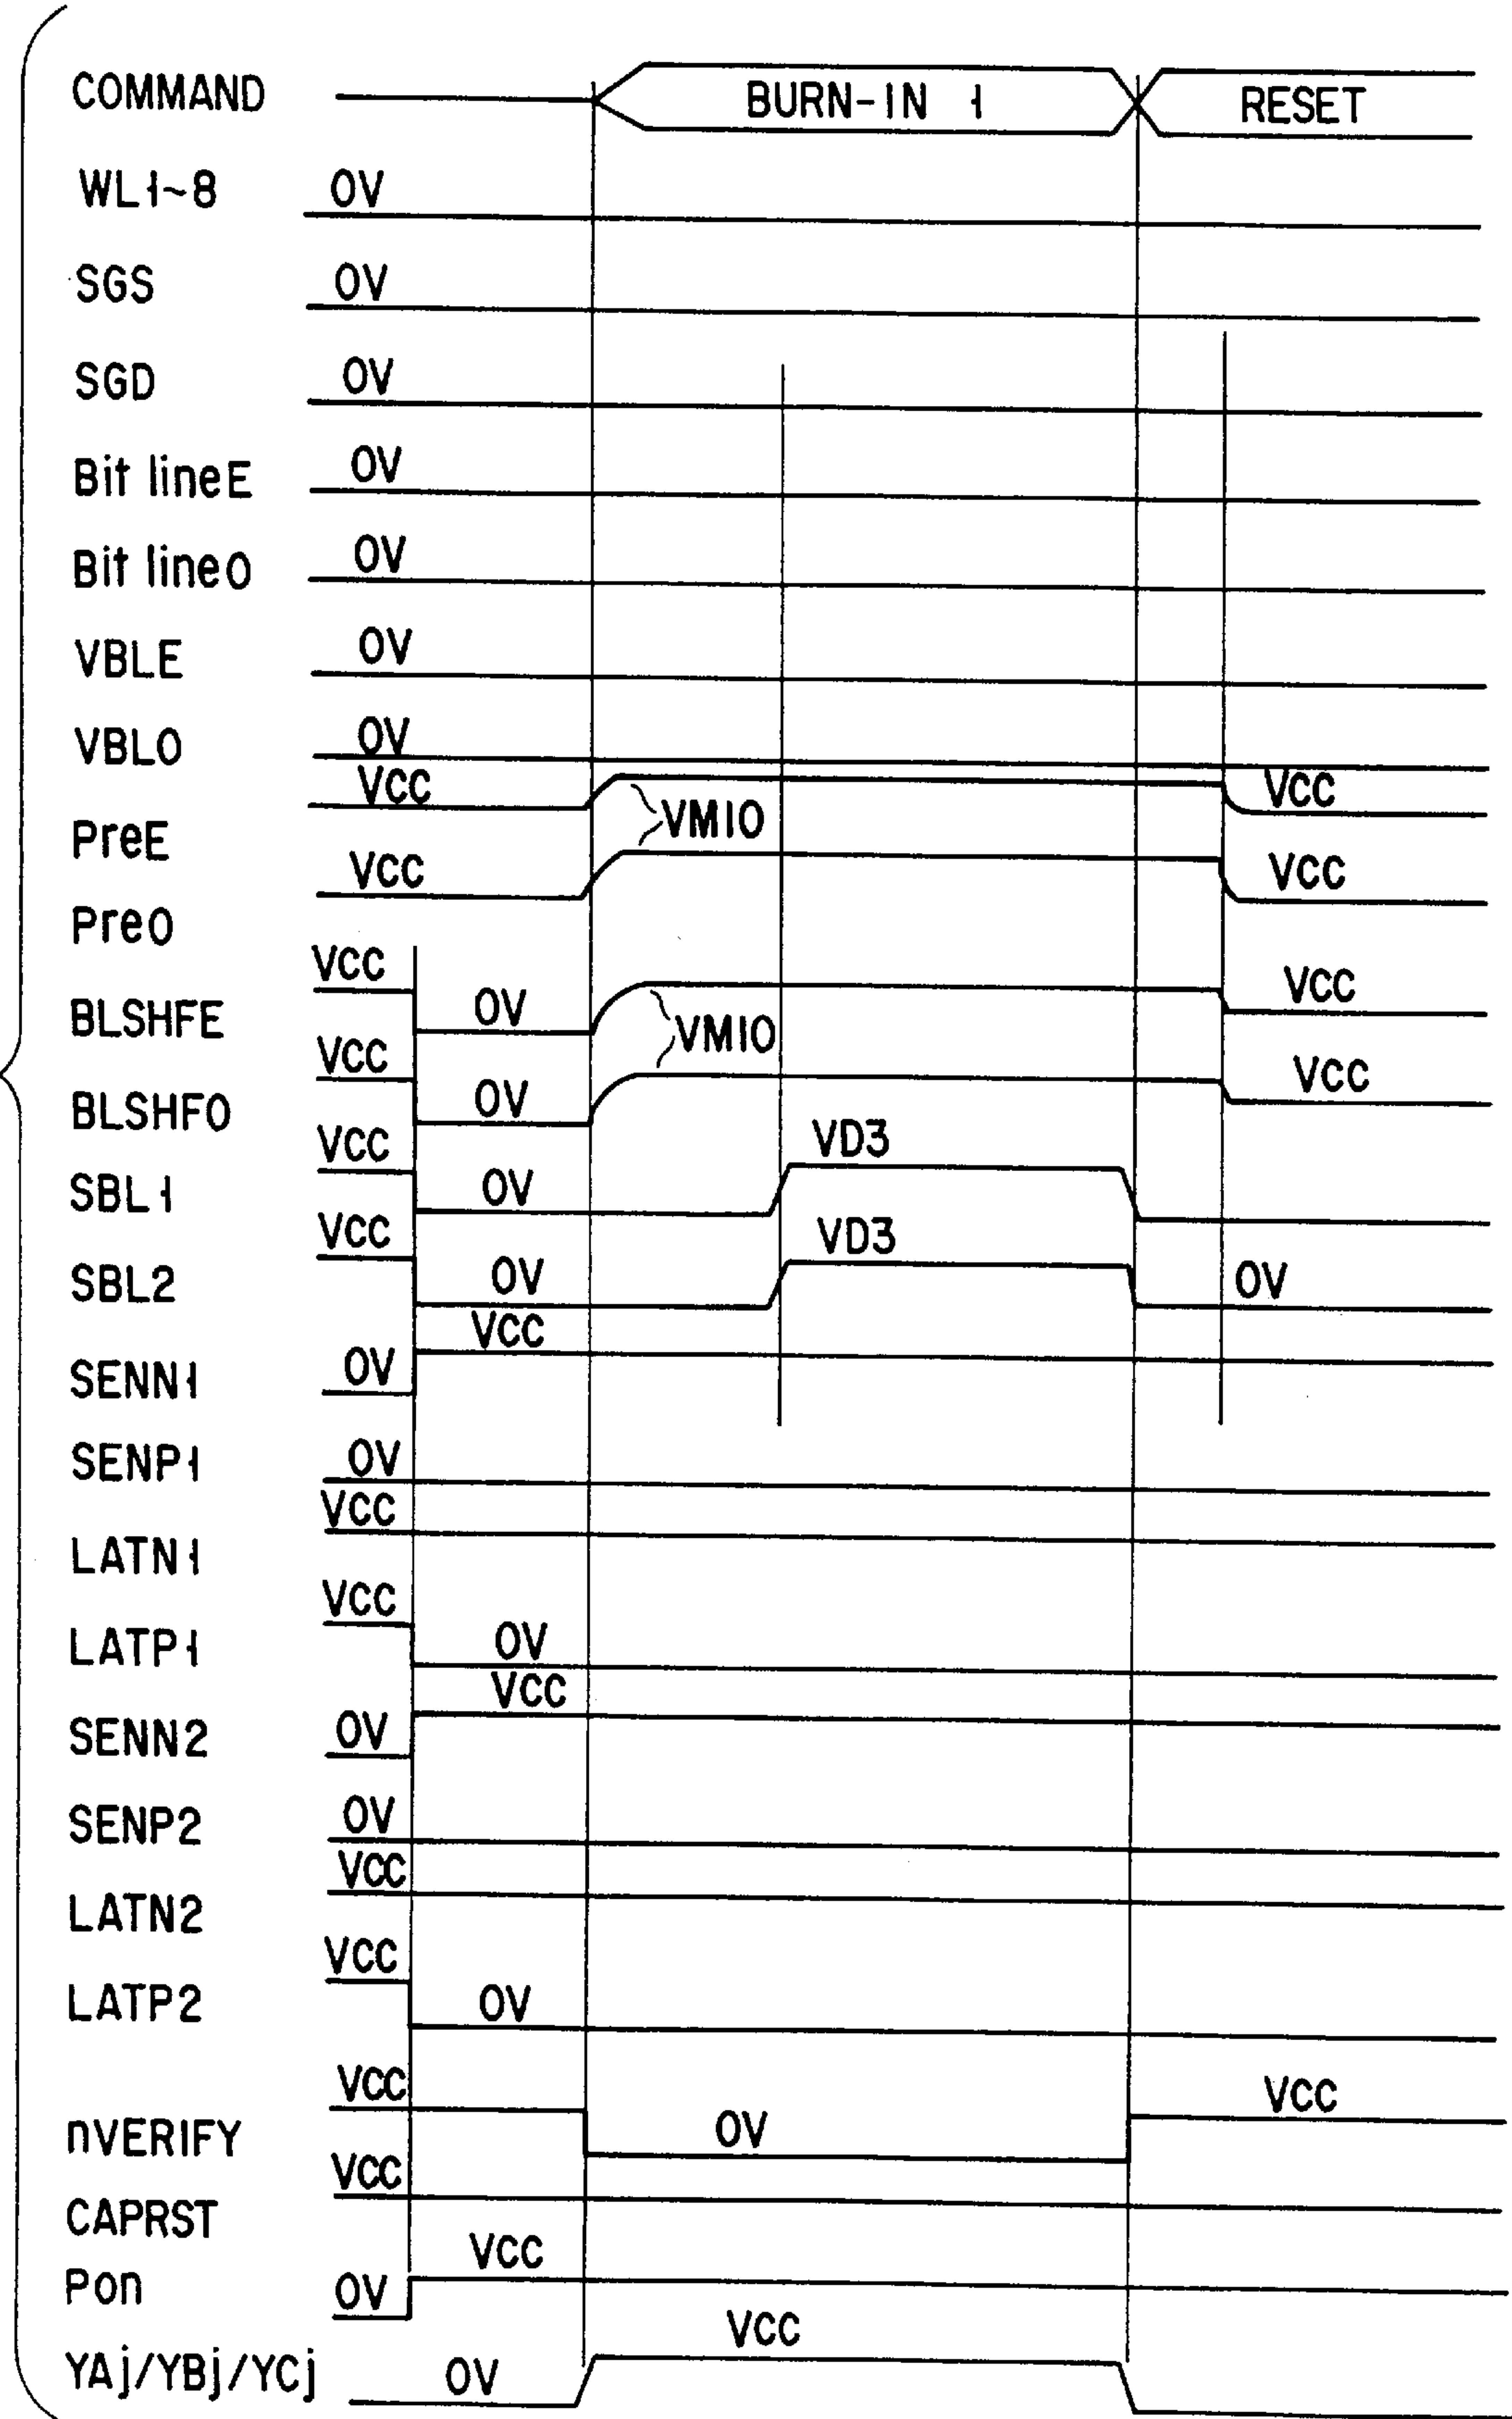 COMMAND BURN-IN 1 RESET
WL1~8 0V
SGS 0V
SGD 0V
Bit lineE 0V
Bit lineO 0V
VBLE 0V
VBLO 0V
VCC VCC
PreE VM10
VCC VCC
PreO
VCC VCC
BLSHFE 0V VM10
VCC VCC
BLSHFO 0V
VCC VD3
SBL1 0V
VCC VD3
SBL2 0V 0V
VCC
SENN1 0V
SENP1 0V
VCC
LATN1
VCC
LATP1 0V
VCC
SENN2 0V
SENP2 0V
VCC
LATN2
VCC
LATP2 0V
VCC VCC
nVERIFY 0V
VCC
CAPRST
VCC
Pon 0V
VCC
YAj/YBj/YCj 0V